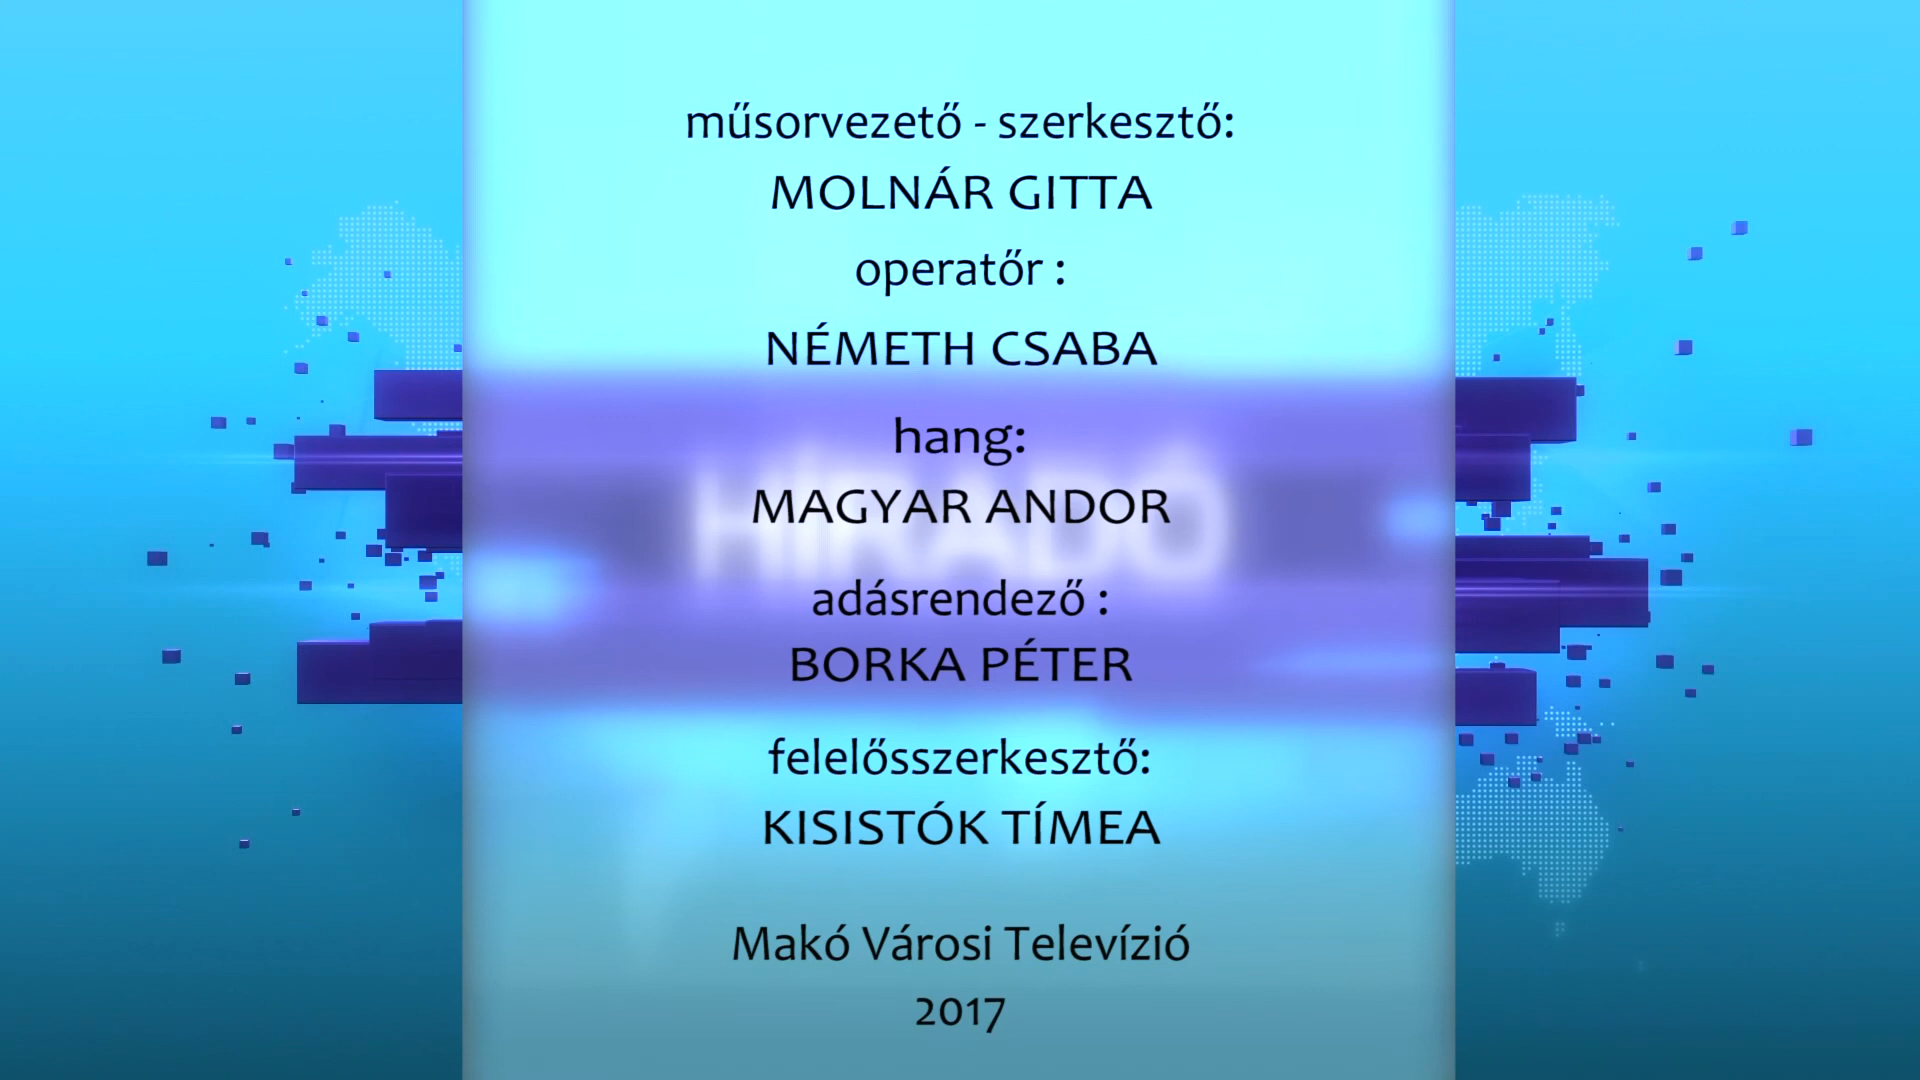 műsorvezető - szerkesztő:
MOLNÁR GITTA
operatőr :
NÉMETH CSABA
hang:
HÍRADÓ
MAGYAR ANDOR
adásrendező :
BORKA PÉTER
felelősszerkesztő:
KISISTÓK TÍMEA
Makó Városi Televízió
2017